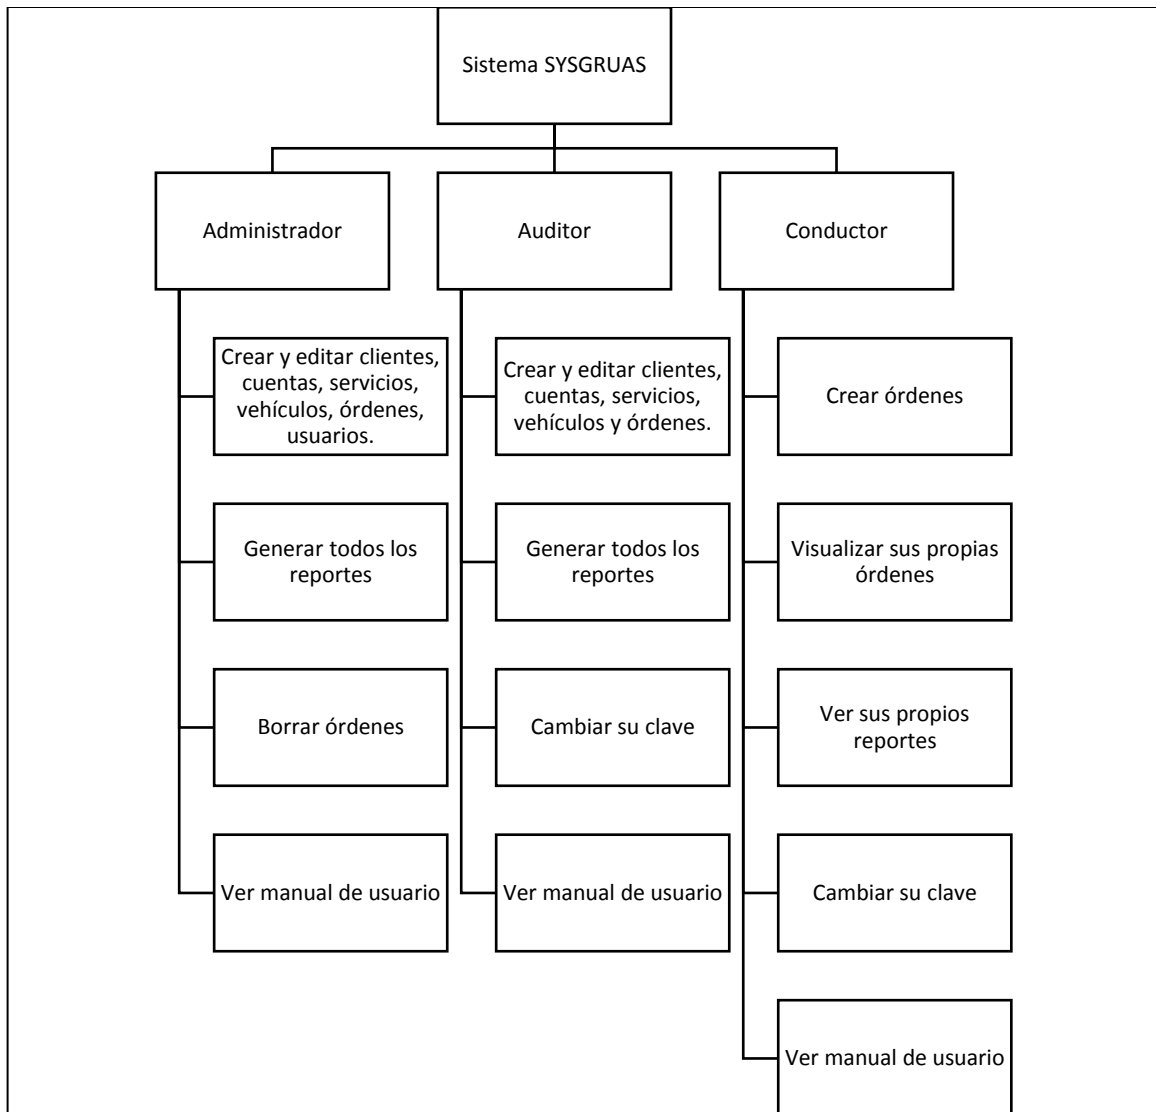 Sistema SYSGRUAS
Administrador
Auditor
Conductor
Crear y editar clientes,
cuentas, servicios,
vehículos, órdenes,
usuarios.
Generar todos los
reportes
Borrar órdenes
Ver manual de usuario
Crear y editar clientes,
cuentas, servicios,
vehículos y órdenes.
Generar todos los
reportes
Cambiar su clave
Ver manual de usuario
Crear órdenes
Visualizar sus propias
órdenes
Ver sus propios
reportes
Cambiar su clave
Ver manual de usuario